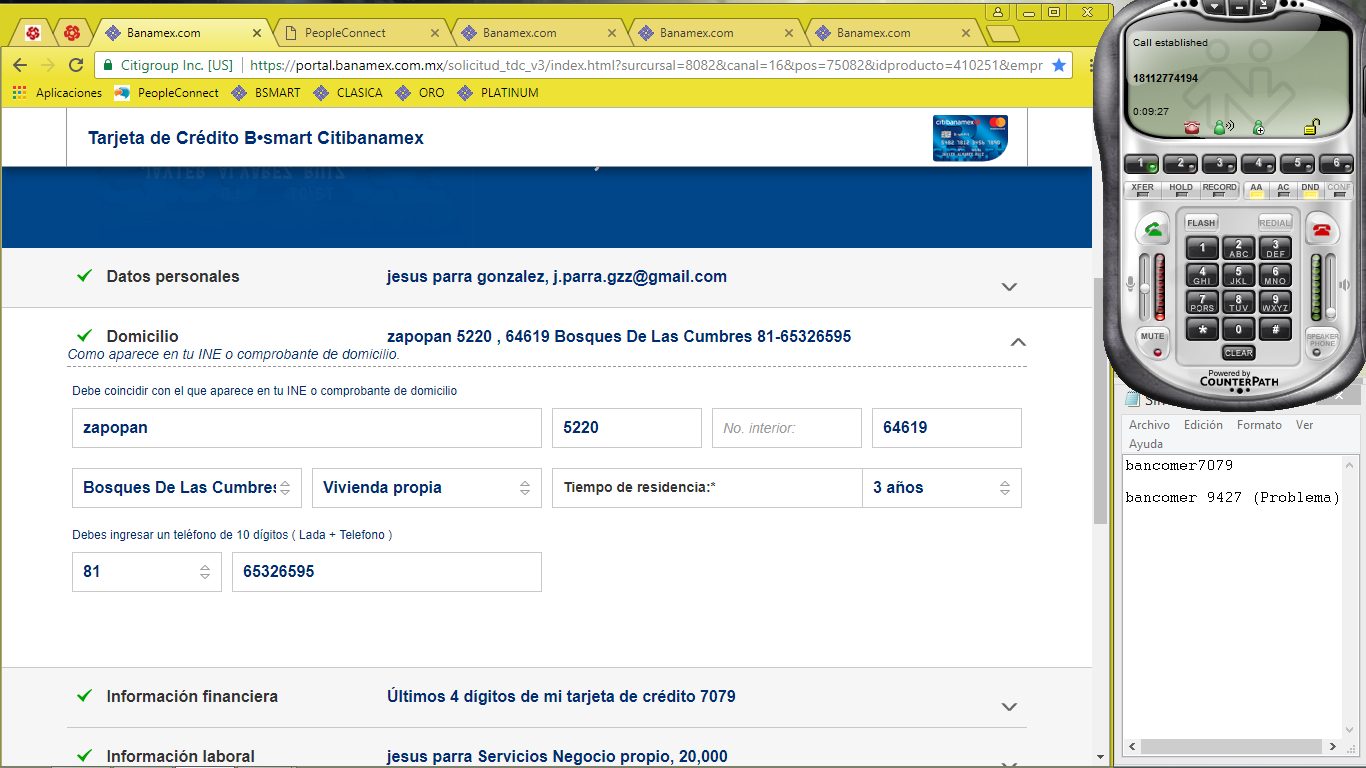 Banamex.com
PeopleConnect
Banamex.com
Banamex.com
Banamex.com
Citigroup Inc. [US]
https://portal.banamex.com.mx/solicitud_tdc_v3/index.html?sursursal=8082&canal=16&pos=75082&idproducto=410251&empr
Aplicaciones
PeopleConnect
BSMART
CLASICA
ORO
PLATINUM
Tarjeta de Crédito B•smart Citibanamex
citibanamex
Datos personales
jesus parra gonzalez, j.parra.gzz@gmail.com
Domicilio
zapopan 5220 , 64619 Bosques De Las Cumbres 81-65326595
Como aparece en tu INE o comprobante de domicilio.
Debe coincidir con el que aparece en tu INE o comprobante de domicilio
zapopan
5220
No. interior:
64619
Bosques De Las Cumbres
Vivienda propia
Tiempo de residencia:*
3 años
Debes ingresar un teléfono de 10 dígitos ( Lada + Telefono )
81
65326595
Información financiera
Últimos 4 dígitos de mi tarjeta de crédito 7079
Información laboral
jesus parra Servicios Negocio propio, 20,000
Call established
18112774194
0:09:27
1 2 3 4 5 6
XFER HOLD RECORD AA AC DND CONF
FLASH
REDIAL
1
2 ABC
3 DEF
4 GHI
5 JKL
6 MNO
7 PQRS
8 TUV
9 WXYZ
* 0 #
MUTE
SPEAKER PHONE
CLEAR
Powered by
COUNTERPATH
Archivo
Edición
Formato
Ver
Ayuda
bancomer7079
bancomer 9427 (Problema)